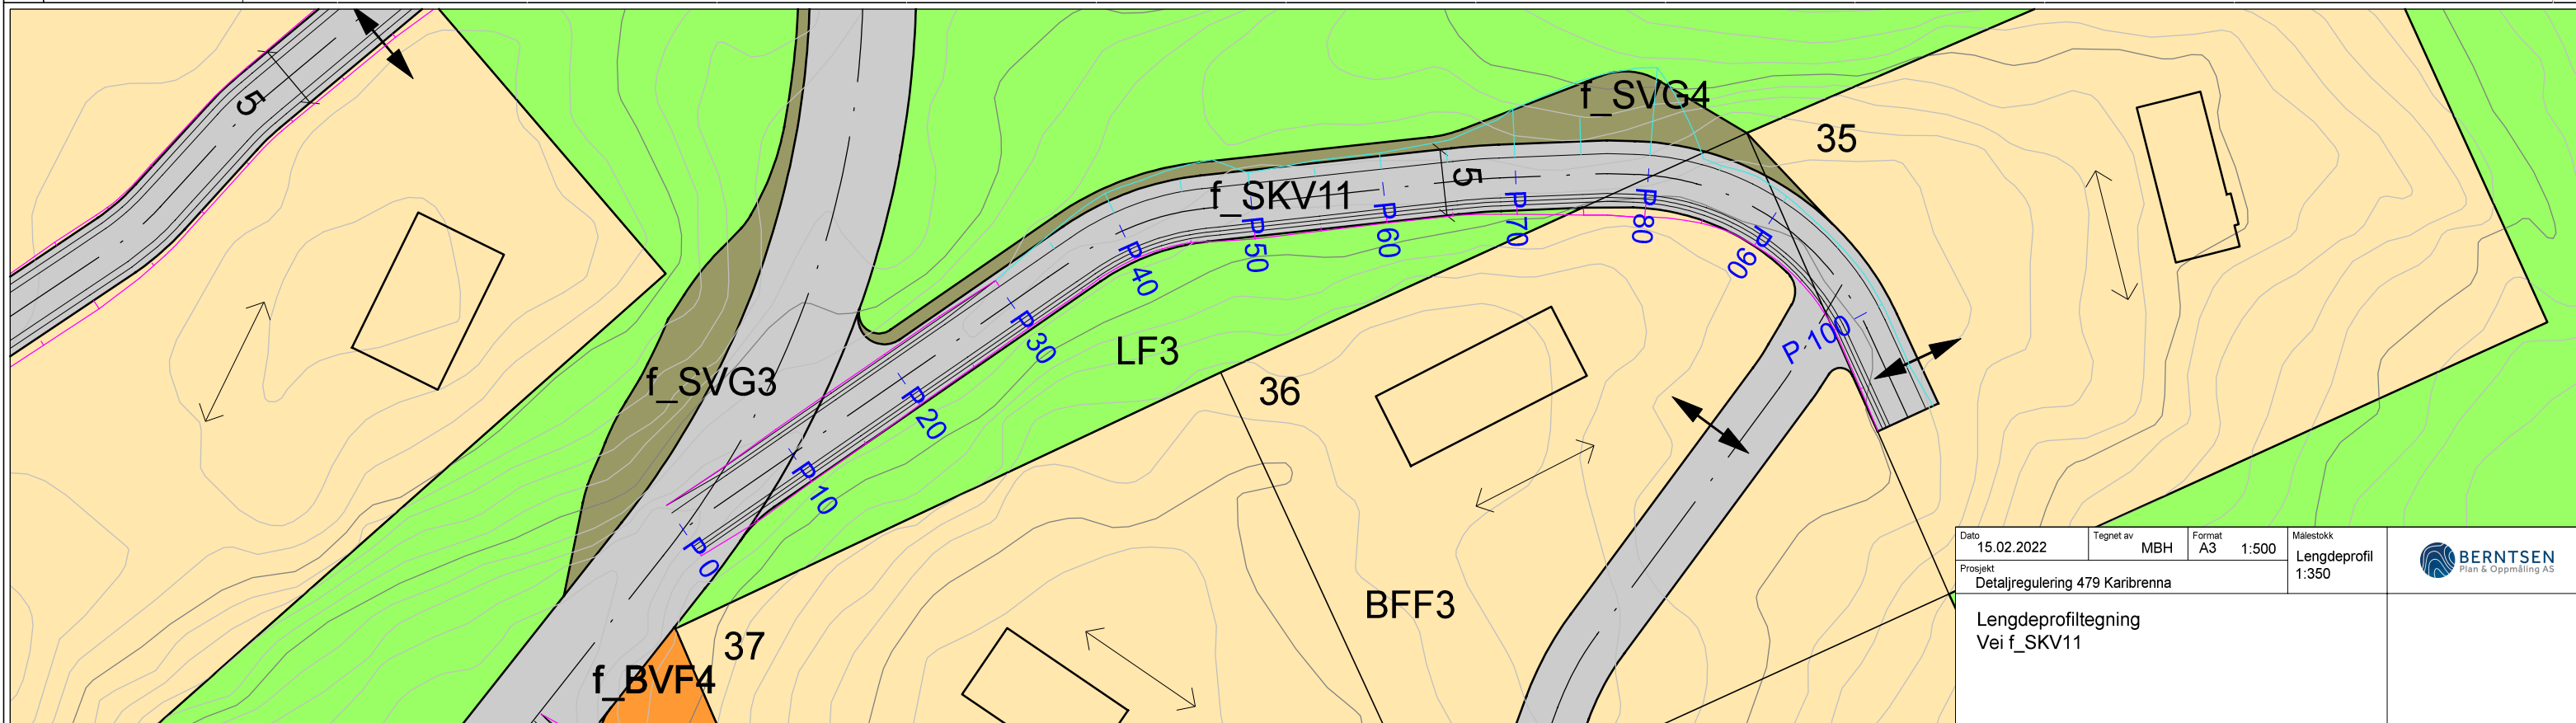 5
f_SVG4
35
f_SKV11
5
P 0
P 10
P 20
P 30
P 40
P 50
P 60
P 70
P 80
P 90
P 100
LF3
f_SVG3
36
BFF3
37
f_BVF4
Dato
15.02.2022
Tegnet av
MBH
Format
A3 1:500
Målestokk
Lengdeprofil
1:350
BERNTSEN
Plan & Oppmåling AS
Prosjekt
Detaljregulering 479 Karibrenna
Lengdeprofiltegning
Vei f_SKV11